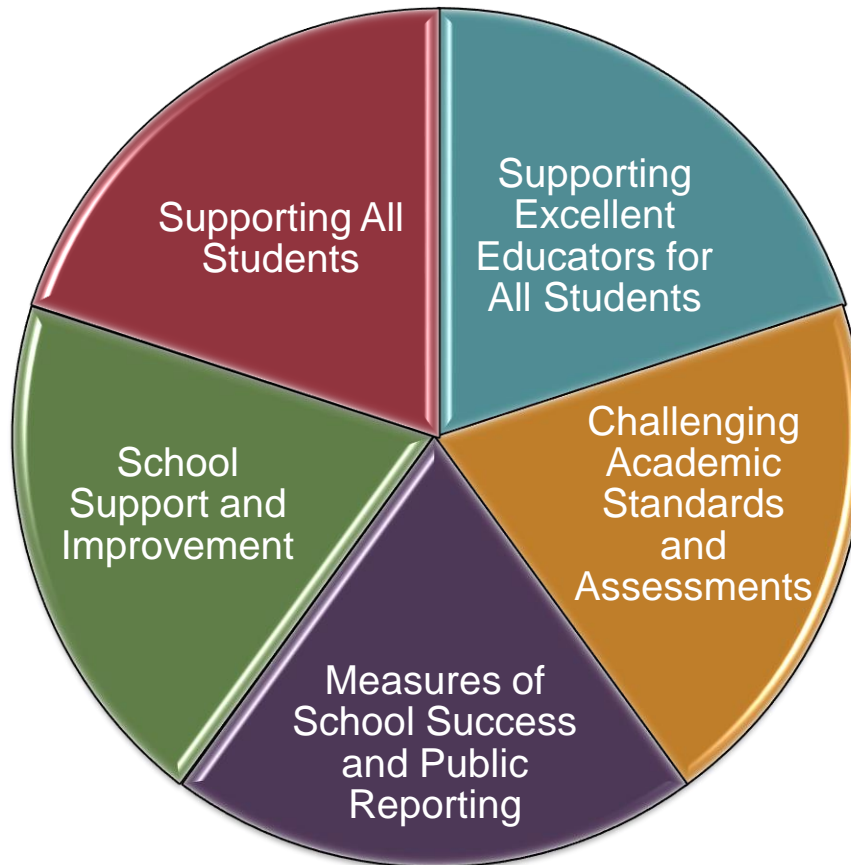 Supporting All
Students
Supporting
Excellent
Educators for
All Students
Challenging
Academic
Standards
and
Assessments
Measures of
School Success
and Public
Reporting
School
Support and
Improvement